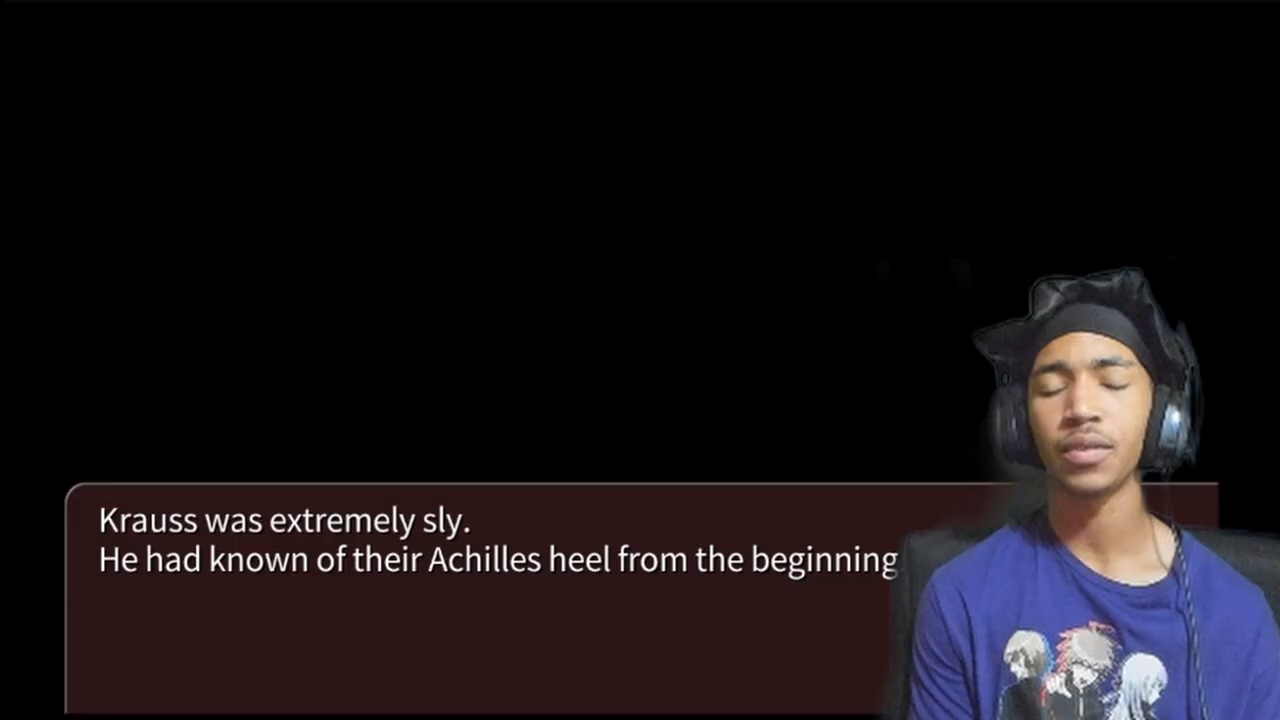 Krauss was extremely sly.
He had known of their Achilles heel from the beginning